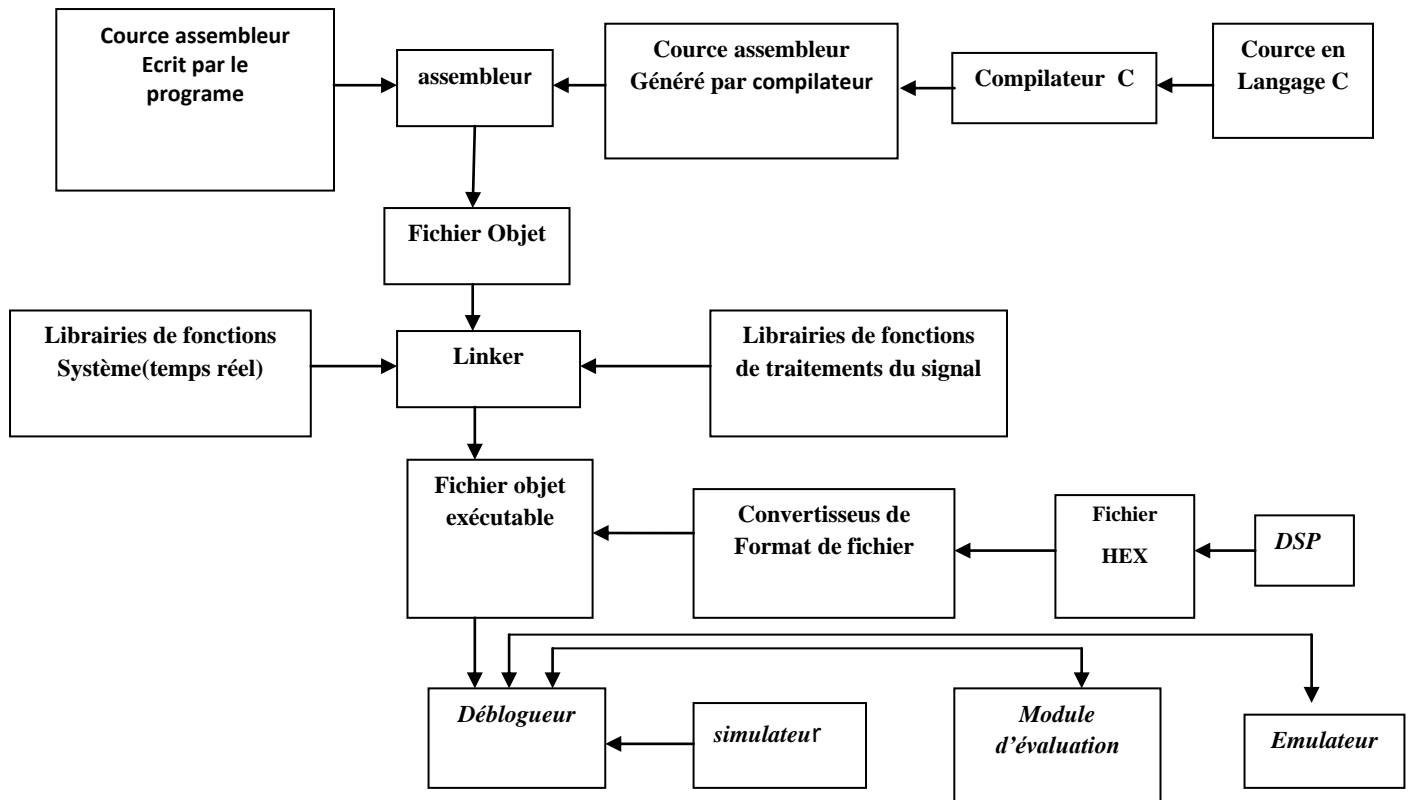 Cource assembleur
Ecrit par le
programe
assembleur
Cource assembleur
Généré par compilateur
Compilateur C
Cource en
Langage C
Fichier Objet
Librairies de fonctions
Système(temps réel)
Linker
Librairies de fonctions
de traitements du signal
Fichier objet
exécutable
Convertisseus de
Format de fichier
Fichier
HEX
DSP
Déblogueur
simulateur
Module
d’évaluation
Emulateur